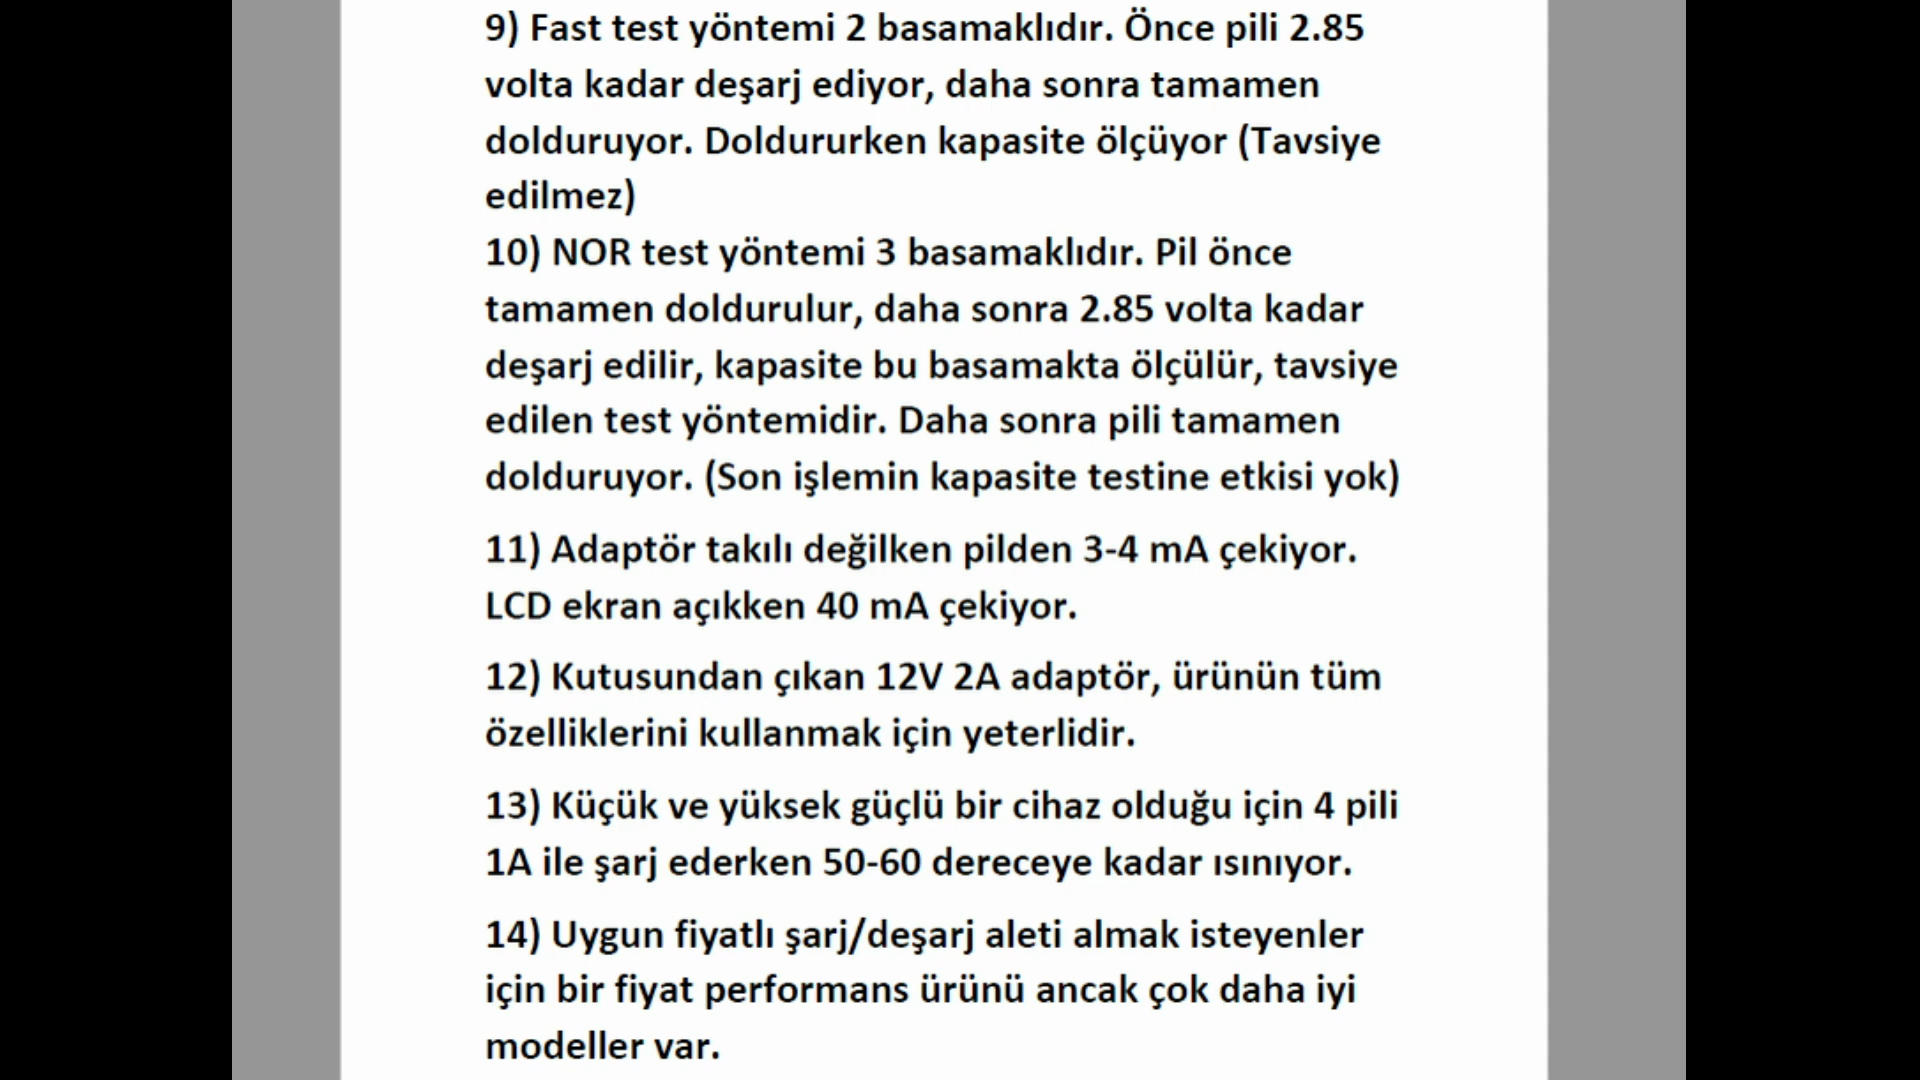 9) Fast test yöntemi 2 basamaklıdır. Önce pili 2.85
volta kadar deşarj ediyor, daha sonra tamamen
dolduruyor. Doldururken kapasite ölçüyor (Tavsiye
edilmez)
10) NOR test yöntemi 3 basamaklıdır. Pil önce
tamamen doldurulur, daha sonra 2.85 volta kadar
deşarj edilir, kapasite bu basamakta ölçülür, tavsiye
edilen test yöntemidir. Daha sonra pili tamamen
dolduruyor. (Son işlemin kapasite testine etkisi yok)
11) Adaptör takılı değilken pilden 3-4 mA çekiyor.
LCD ekran açıkken 40 mA çekiyor.
12) Kutusundan çıkan 12V 2A adaptör, ürünün tüm
özelliklerini kullanmak için yeterlidir.
13) Küçük ve yüksek güçlü bir cihaz olduğu için 4 pili
1A ile şarj ederken 50-60 dereceye kadar ısınıyor.
14) Uygun fiyatlı şarj/deşarj aleti almak isteyenler
için bir fiyat performans ürünü ancak çok daha iyi
modeller var.